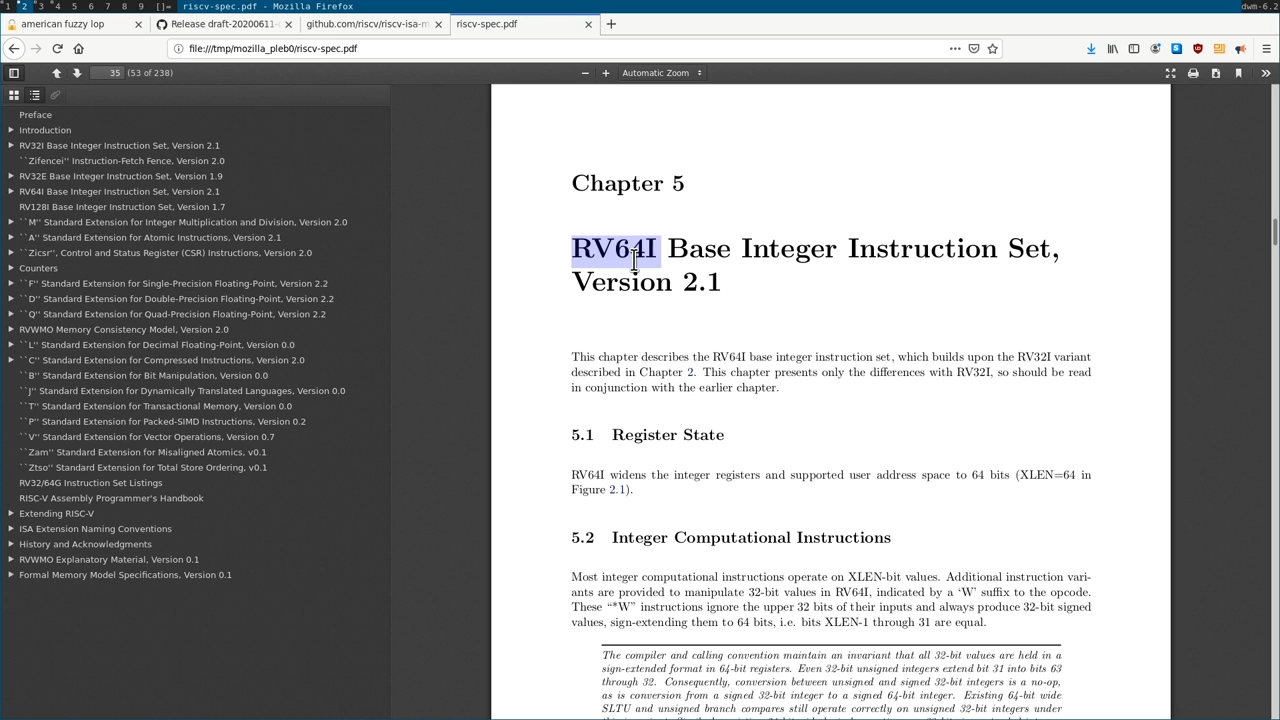 1 2 3 4 5 6 7 8 9 []= riscv-spec.pdf - Mozilla Firefox dwm-6.2
american fuzzy lop
Release draft-20200611-
github.com/riscv/riscv-isa-m
riscv-spec.pdf
file:///tmp/mozilla_pleb0/riscv-spec.pdf
35 (53 of 238)
Automatic Zoom
Preface
Introduction
RV32I Base Integer Instruction Set, Version 2.1
``Zifencei'' Instruction-Fetch Fence, Version 2.0
RV32E Base Integer Instruction Set, Version 1.9
RV64I Base Integer Instruction Set, Version 2.1
RV128I Base Integer Instruction Set, Version 1.7
``M'' Standard Extension for Integer Multiplication and Division, Version 2.0
``A'' Standard Extension for Atomic Instructions, Version 2.1
``Zicsr'', Control and Status Register (CSR) Instructions, Version 2.0
Counters
``F'' Standard Extension for Single-Precision Floating-Point, Version 2.2
``D'' Standard Extension for Double-Precision Floating-Point, Version 2.2
``Q'' Standard Extension for Quad-Precision Floating-Point, Version 2.2
RVWMO Memory Consistency Model, Version 2.0
``L'' Standard Extension for Decimal Floating-Point, Version 0.0
``C'' Standard Extension for Compressed Instructions, Version 2.0
``B'' Standard Extension for Bit Manipulation, Version 0.0
``J'' Standard Extension for Dynamically Translated Languages, Version 0.0
``T'' Standard Extension for Transactional Memory, Version 0.0
``P'' Standard Extension for Packed-SIMD Instructions, Version 0.2
``V'' Standard Extension for Vector Operations, Version 0.7
``Zam'' Standard Extension for Misaligned Atomics, v0.1
``Ztso'' Standard Extension for Total Store Ordering, v0.1
RV32/64G Instruction Set Listings
RISC-V Assembly Programmer's Handbook
Extending RISC-V
ISA Extension Naming Conventions
History and Acknowledgments
RVWMO Explanatory Material, Version 0.1
Formal Memory Model Specifications, Version 0.1
Chapter 5
RV64I Base Integer Instruction Set,
Version 2.1
This chapter describes the RV64I base integer instruction set, which builds upon the RV32I variant
described in Chapter 2. This chapter presents only the differences with RV32I, so should be read
in conjunction with the earlier chapter.
5.1 Register State
RV64I widens the integer registers and supported user address space to 64 bits (XLEN=64 in
Figure 2.1).
5.2 Integer Computational Instructions
Most integer computational instructions operate on XLEN-bit values. Additional instruction vari-
ants are provided to manipulate 32-bit values in RV64I, indicated by a ‘W’ suffix to the opcode.
These “*W” instructions ignore the upper 32 bits of their inputs and always produce 32-bit signed
values, sign-extending them to 64 bits, i.e. bits XLEN-1 through 31 are equal.
The compiler and calling convention maintain an invariant that all 32-bit values are held in a
sign-extended format in 64-bit registers. Even 32-bit unsigned integers extend bit 31 into bits 63
through 32. Consequently, conversion between unsigned and signed 32-bit integers is a no-op,
as is conversion from a signed 32-bit integer to a signed 64-bit integer. Existing 64-bit wide
SLTU and unsigned branch compares still operate correctly on unsigned 32-bit integers under